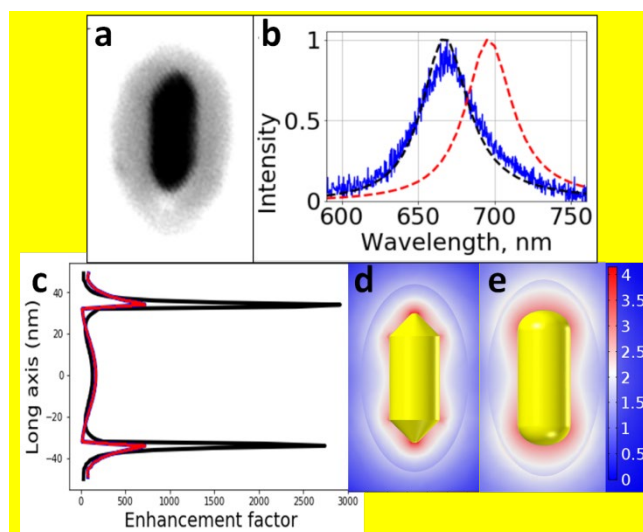 a
b
1
0.5
0
600 650 700 750
Intensity
Wavelength, nm
c
40
20
0
−20
−40
Long axis (nm)
0 500 1000 1500 2000 2500 3000
Enhancement factor
d
e
4
3.5
3
2.5
2
1.5
1
0.5
0